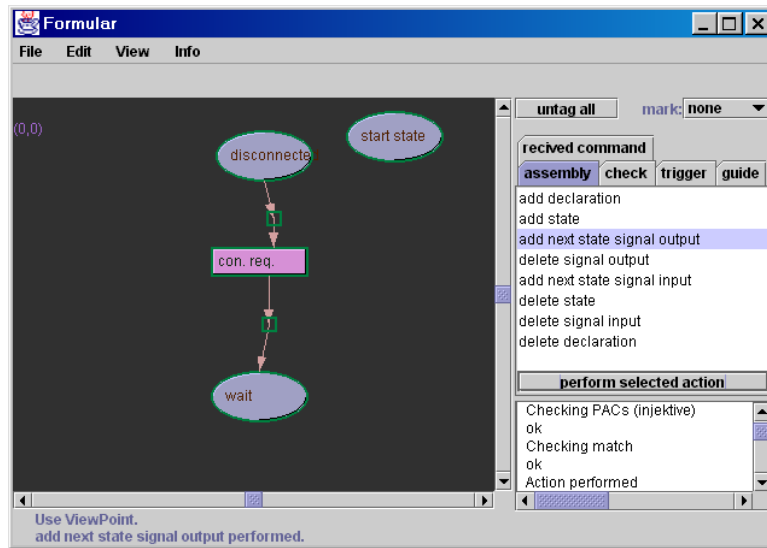 Formular
File Edit View Info
untag all mark: none
(0,0)
start state
disconnecte
con. req.
wait
recived command
assembly check trigger guide
add declaration
add state
add next state signal output
delete signal output
add next state signal input
delete state
delete signal input
delete declaration
perform selected action
Checking PACs (injektive)
ok
Checking match
ok
Action performed
Use ViewPoint.
add next state signal output performed.